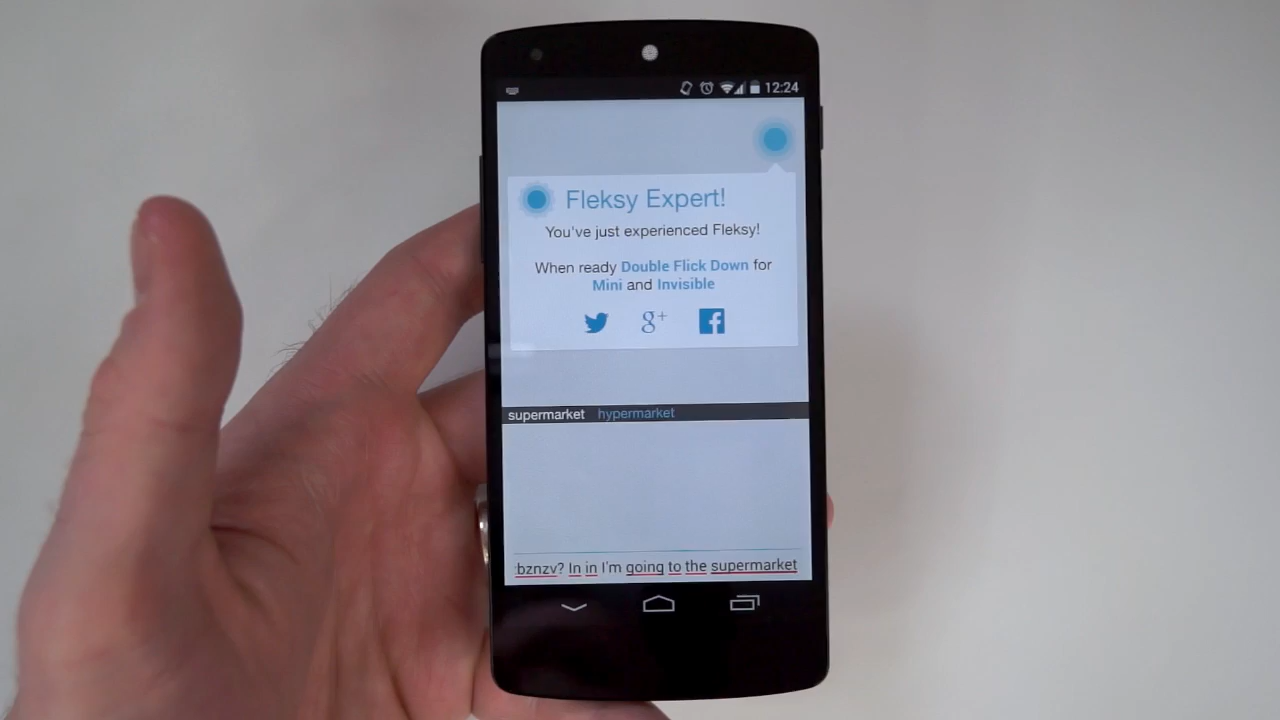 12:24
Fleksy Expert!
You've just experienced Fleksy!
When ready Double Flick Down for
Mini and Invisible
g+ f
supermarket hypermarket
bznzv? In in I'm going to the supermarket